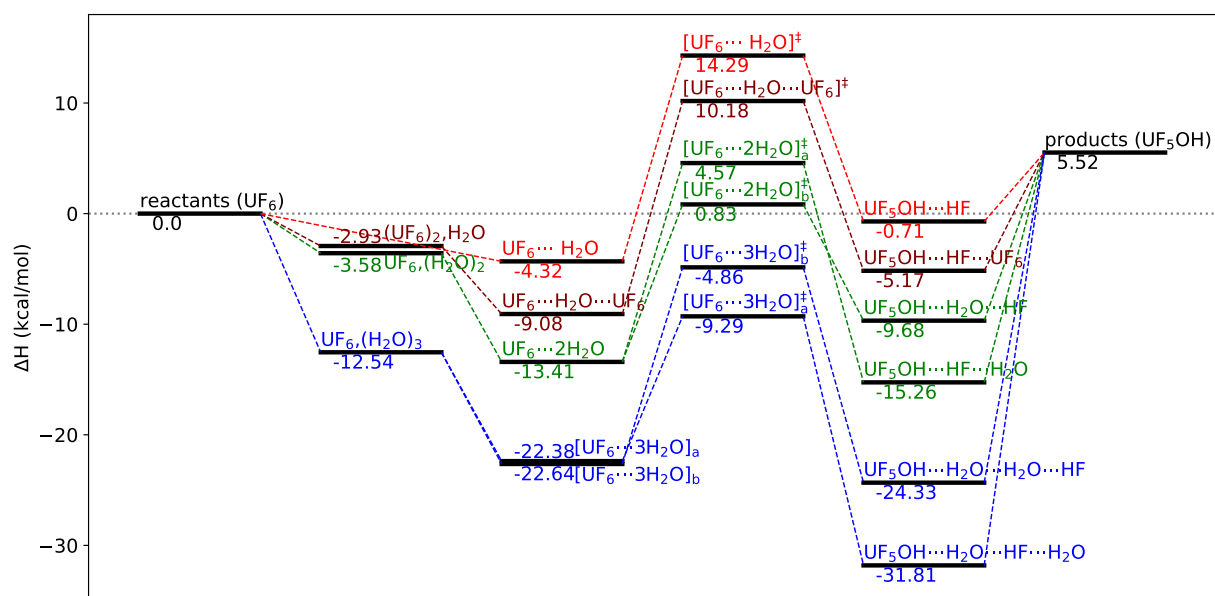 ΔH (kcal/mol)
10
0
−10
−20
−30
reactants (UF₆)
0.0
-2.93 (UF₆)₂,H₂O
-3.58 UF₆,(H₂O)₂
UF₆,(H₂O)₃
-12.54
UF₆··· H₂O
-4.32
UF₆···H₂O···UF₆
-9.08
UF₆···2H₂O
-13.41
-22.38 [UF₆···3H₂O]ₐ
-22.64 [UF₆···3H₂O]_b
[UF₆··· H₂O]‡
14.29
[UF₆···H₂O···UF₆]‡
10.18
[UF₆···2H₂O]‡ₐ
4.57
[UF₆···2H₂O]‡_b
0.83
[UF₆···3H₂O]‡_b
-4.86
[UF₆···3H₂O]‡ₐ
-9.29
UF₅OH···HF
-0.71
UF₅OH···HF···UF₆
-5.17
UF₅OH···H₂O···HF
-9.68
UF₅OH···HF···H₂O
-15.26
UF₅OH···H₂O···H₂O···HF
-24.33
UF₅OH···H₂O···HF···H₂O
-31.81
products (UF₅OH)
5.52